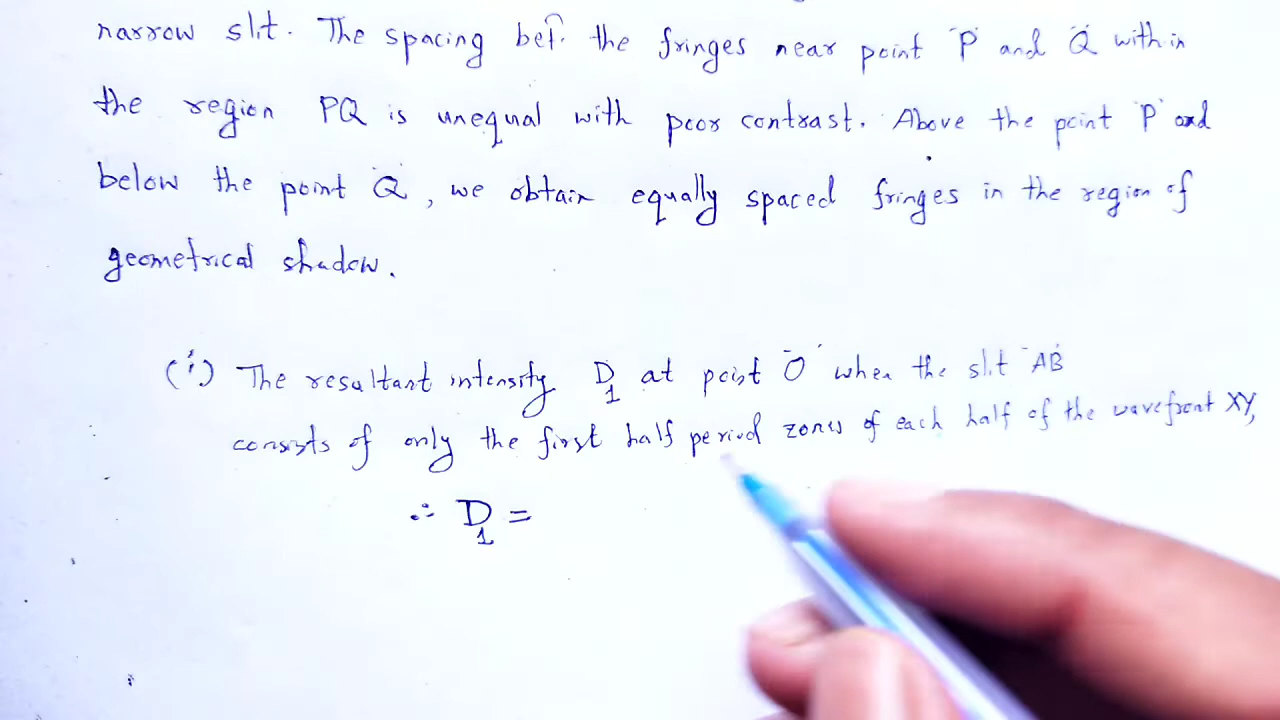 narrow slit. The spacing betn. the fringes near point "P" and "Q" within
the region PQ is unequal with poor contrast. Above the point "P" and
below the point "Q", we obtain equally spaced fringes in the region of
geometrical shadow.
(i) The resultant intensity D1 at point "O" when the slit "AB"
consists of only the first half period zones of each half of the wavefront XY,
∴ D1 =